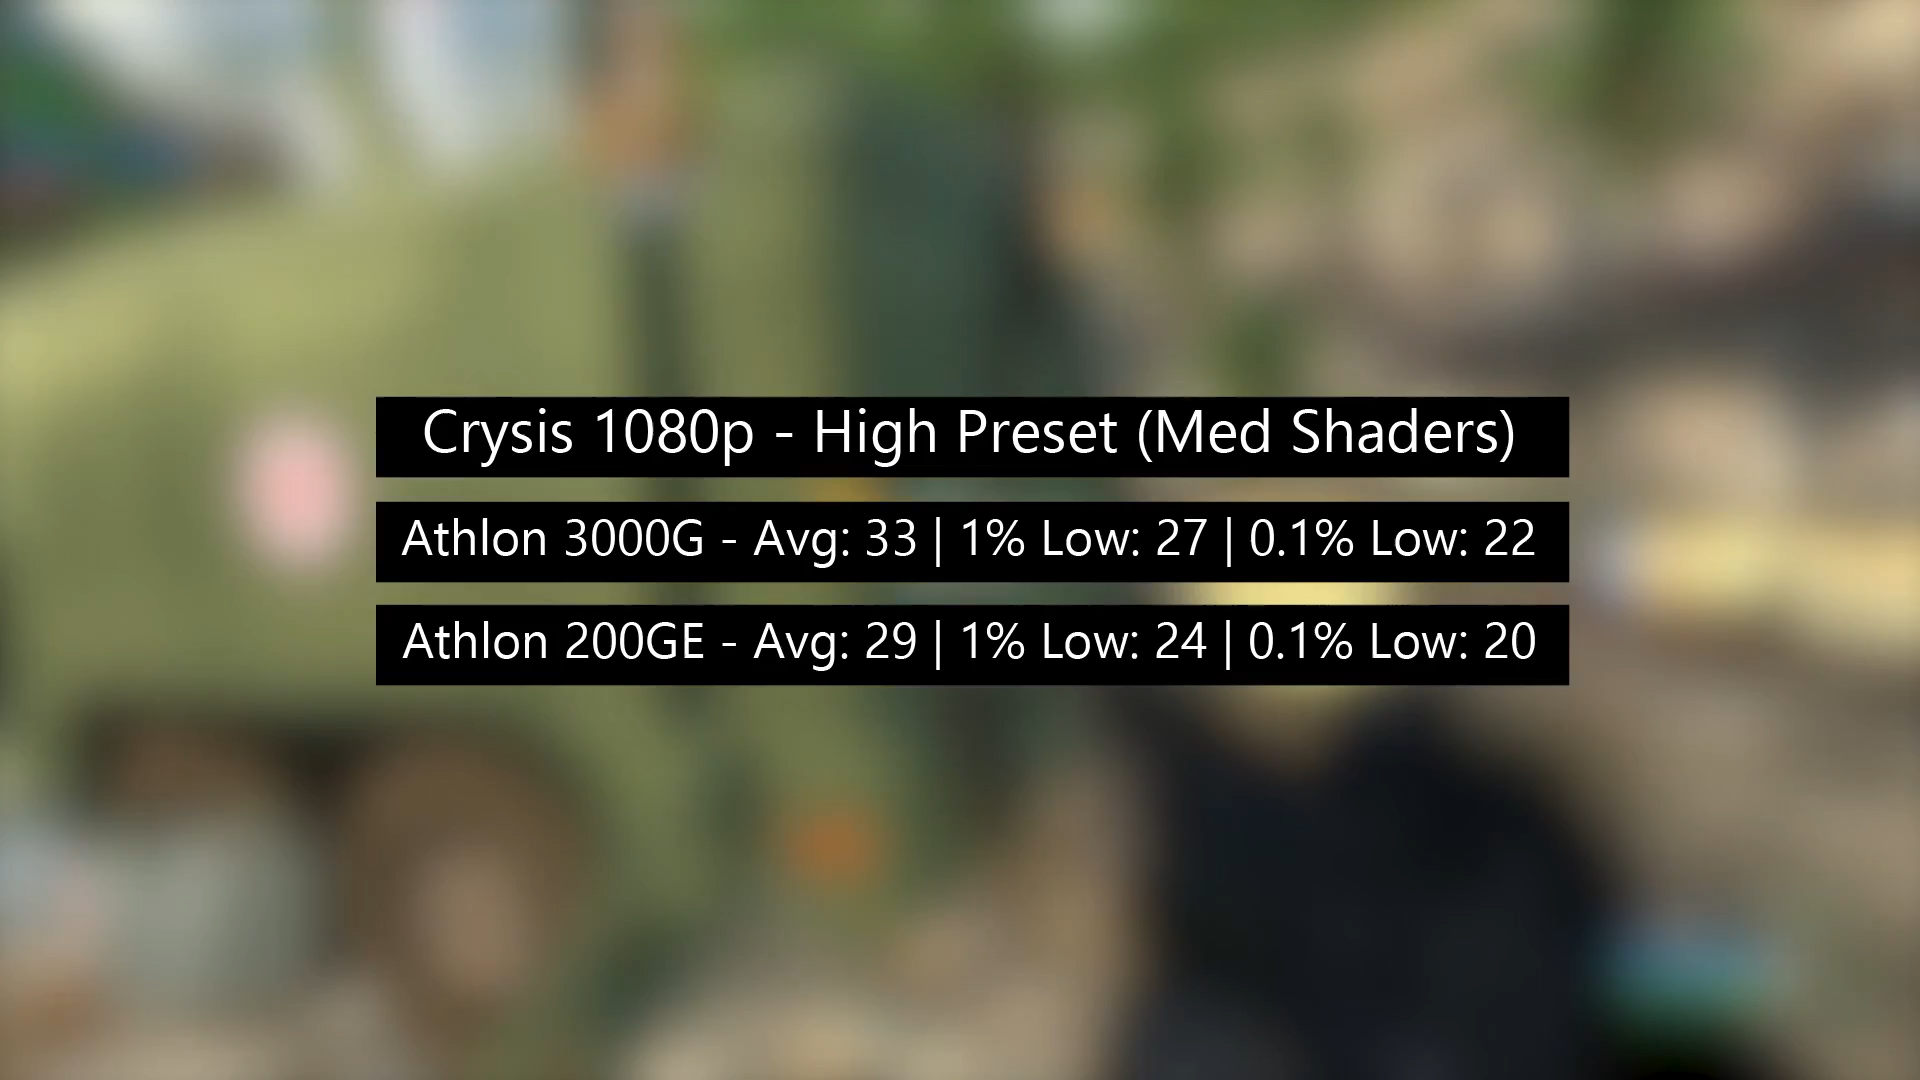 Crysis 1080p - High Preset (Med Shaders)
Athlon 3000G - Avg: 33 | 1% Low: 27 | 0.1% Low: 22
Athlon 200GE - Avg: 29 | 1% Low: 24 | 0.1% Low: 20